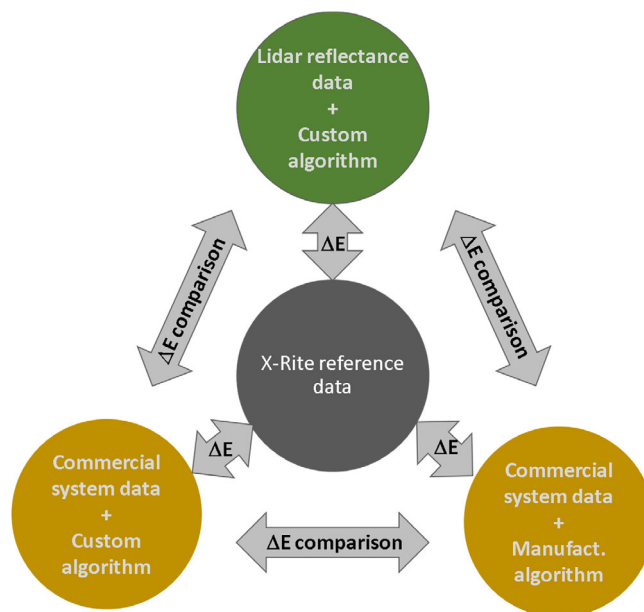 Lidar reflectance
data
+
Custom
algorithm
ΔE
ΔE comparison
ΔE comparison
X-Rite reference
data
ΔE
ΔE
Commercial
system data
+
Custom
algorithm
ΔE comparison
Commercial
system data
+
Manufact.
algorithm